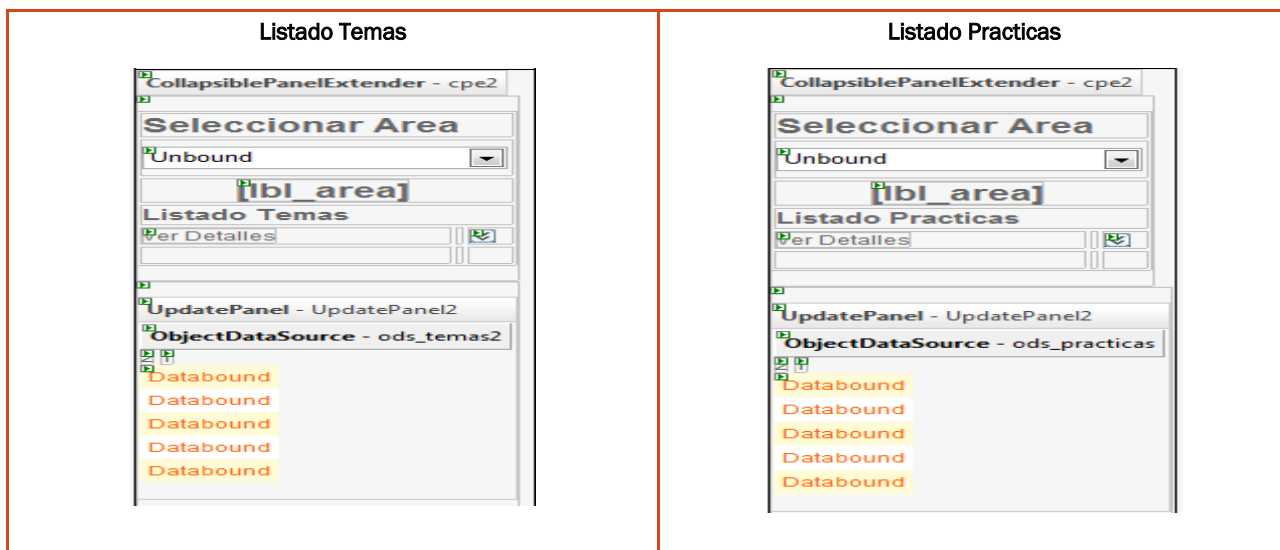 Listado Temas
CollapsiblePanelExtender - cpe2
Seleccionar Area
Unbound
[lbl_area]
Listado Temas
Ver Detalles
UpdatePanel - UpdatePanel2
ObjectDataSource - ods_temas2
Databound
Databound
Databound
Databound
Databound
Listado Practicas
CollapsiblePanelExtender - cpe2
Seleccionar Area
Unbound
[lbl_area]
Listado Practicas
Ver Detalles
UpdatePanel - UpdatePanel2
ObjectDataSource - ods_practicas
Databound
Databound
Databound
Databound
Databound